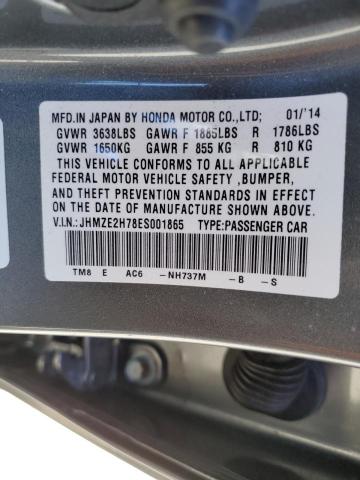 MFD.IN JAPAN BY HONDA MOTOR CO.,LTD; 01/'14
GVWR 3638LBS GAWR F 1885LBS R 1786LBS
GVWR 1650KG GAWR F 855 KG R 810 KG
THIS VEHICLE CONFORMS TO ALL APPLICABLE
FEDERAL MOTOR VEHICLE SAFETY ,BUMPER,
AND THEFT PREVENTION STANDARDS IN EFFECT
ON THE DATE OF MANUFACTURE SHOWN ABOVE.
V.I.N.: JHMZE2H78ES001865 TYPE:PASSENGER CAR
TM8 E AC6 -NH737M -B -S